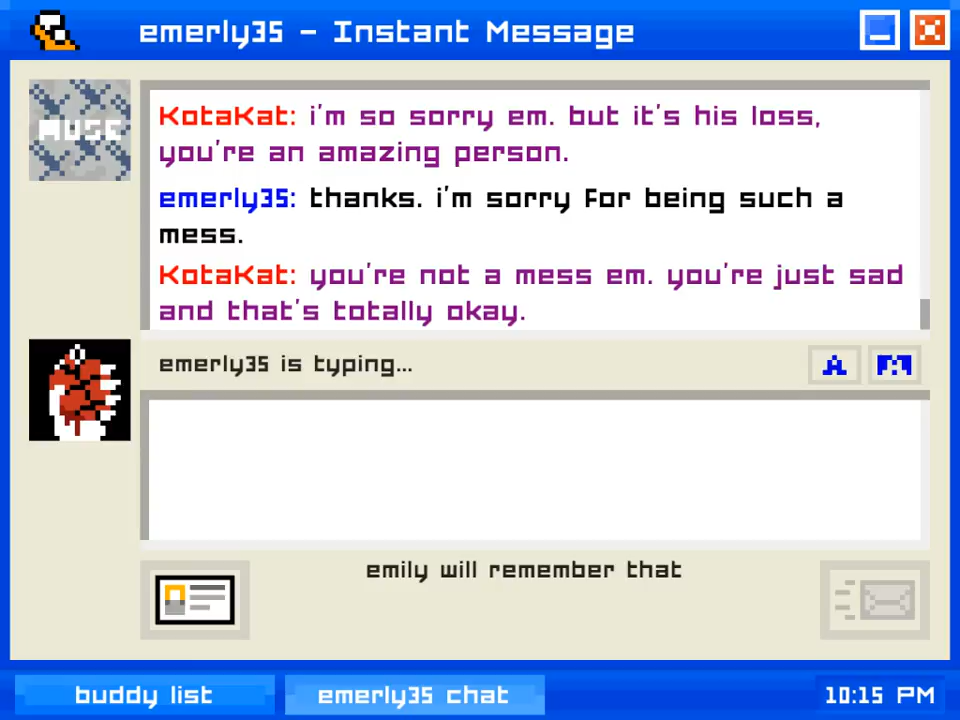 emerly35 - Instant Message
MUSE
KotaKat: i'm so sorry em. but it's his loss,
you're an amazing person.
emerly35: thanks. i'm sorry for being such a
mess.
KotaKat: you're not a mess em. you're just sad
and that's totally okay.
emerly35 is typing...
A
emily will remember that
buddy list
emerly35 chat
10:15 PM